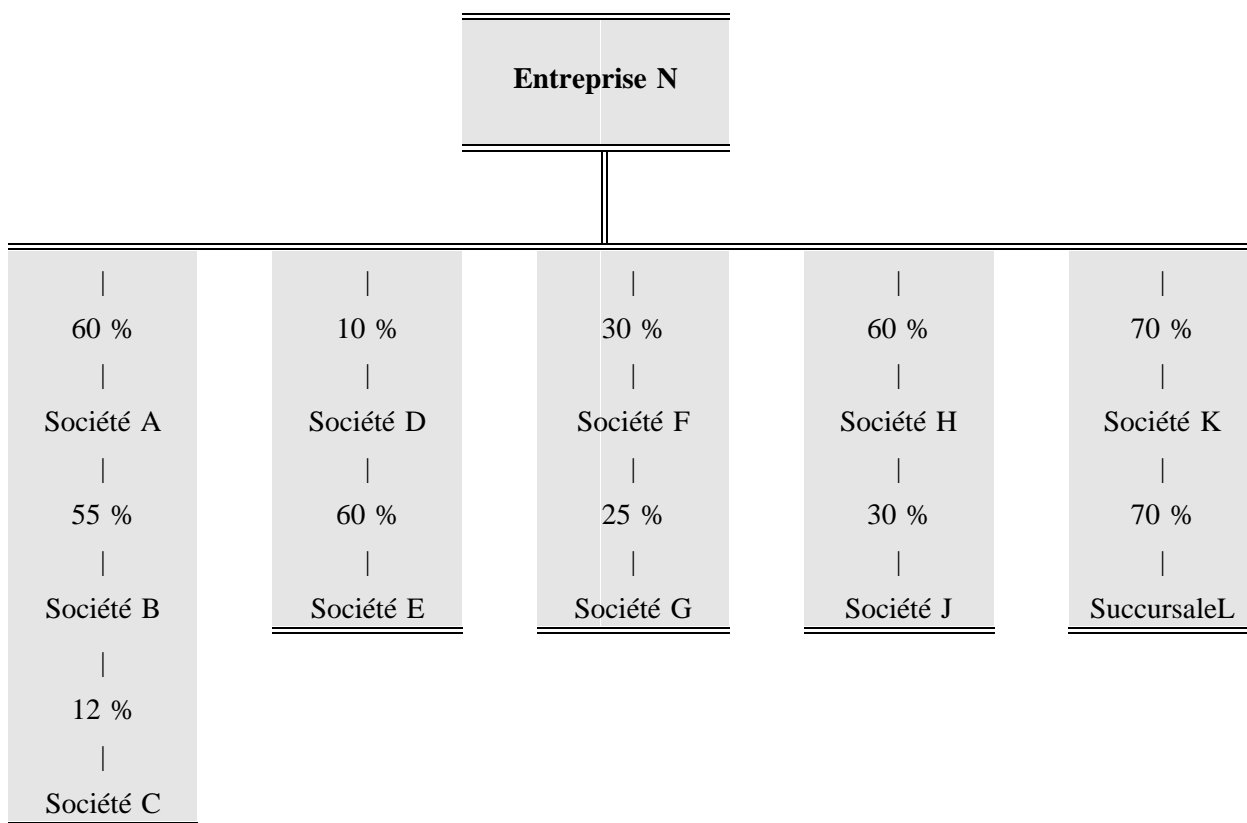 Entreprise N
| | | | |
60 % 10 % 30 % 60 % 70 %
| | | | |
Société A Société D Société F Société H Société K
| | | | |
55 % 60 % 25 % 30 % 70 %
| | | | |
Société B Société E Société G Société J SuccursaleL
|
12 %
|
Société C